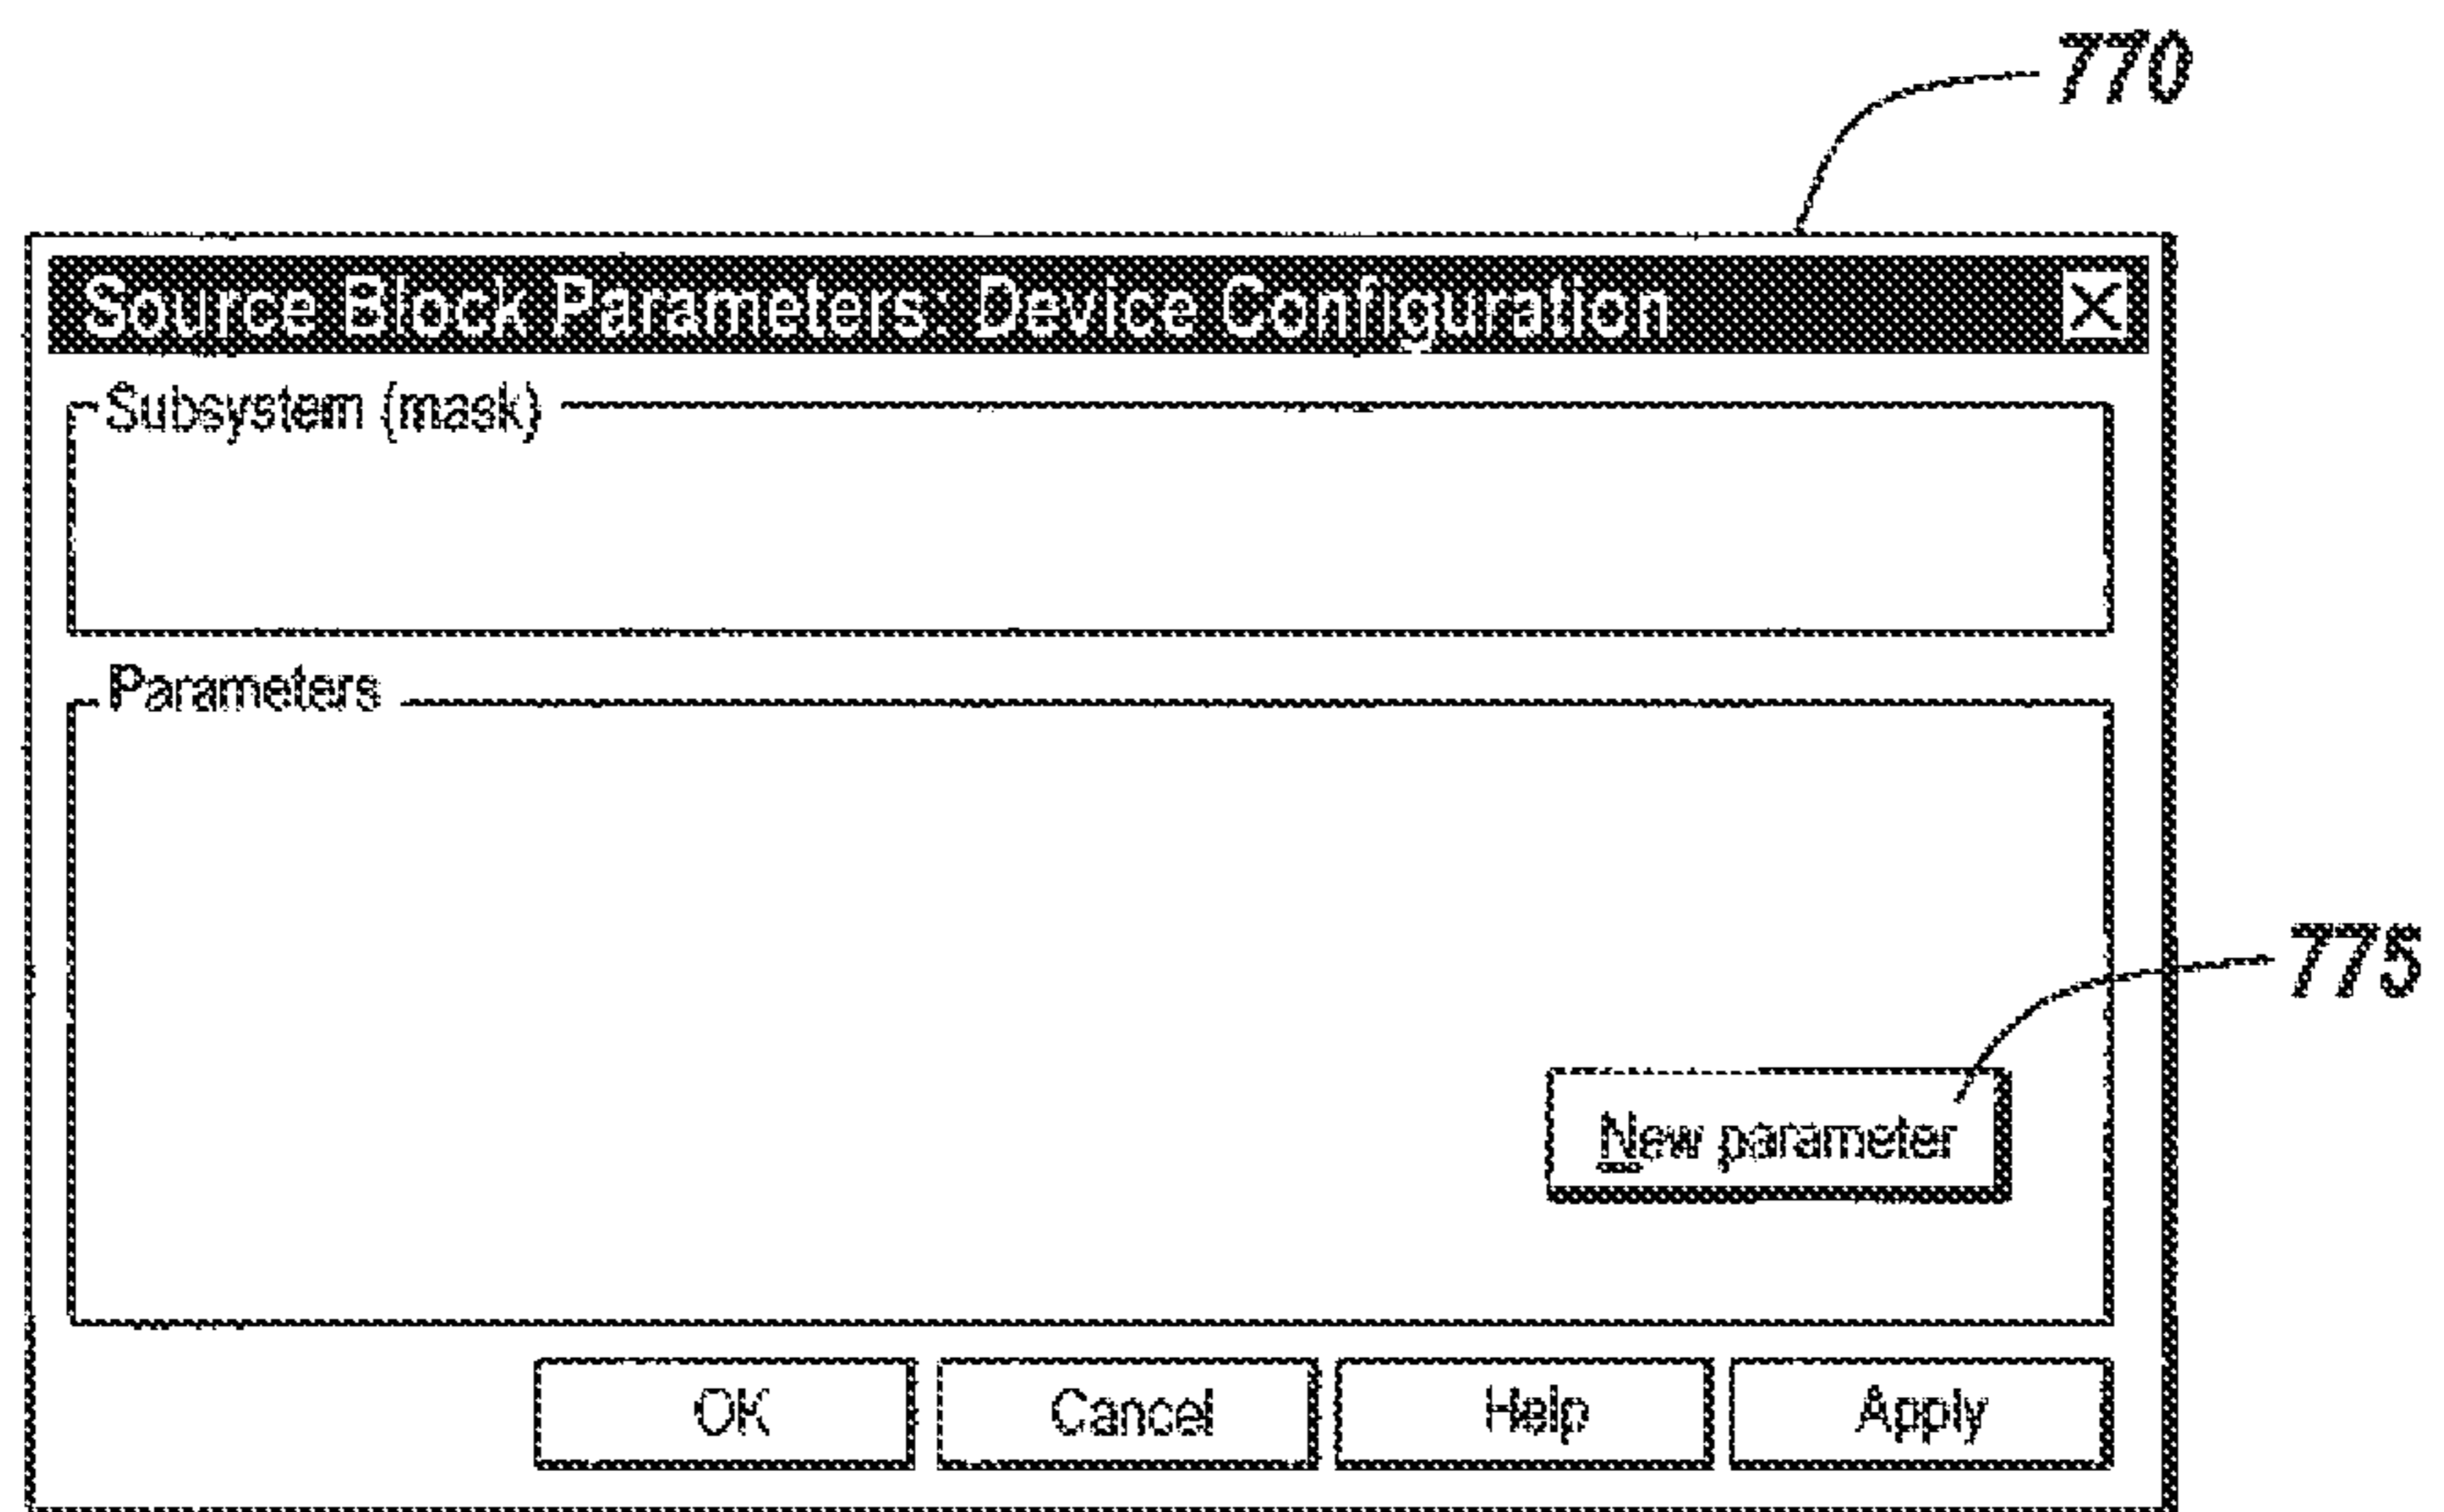 770
Source Block Parameters: Device Configuration
Subsystem (mask)
Parameters
775
New parameter
OK Cancel Help Apply